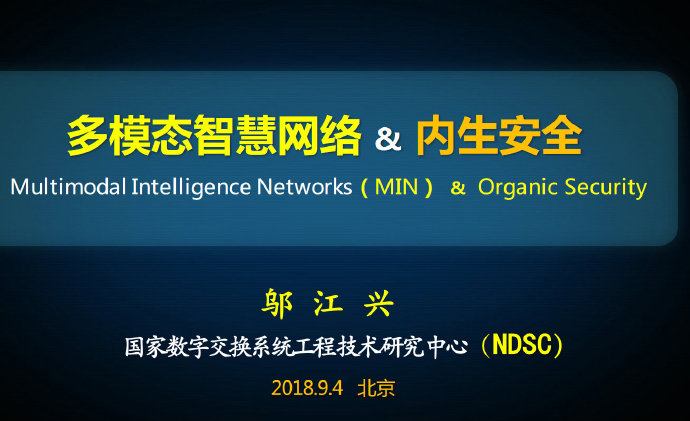 多模态智慧网络 & 内生安全
Multimodal Intelligence Networks（MIN） & Organic Security
邬 江 兴
国家数字交换系统工程技术研究中心（NDSC）
2018.9.4 北京